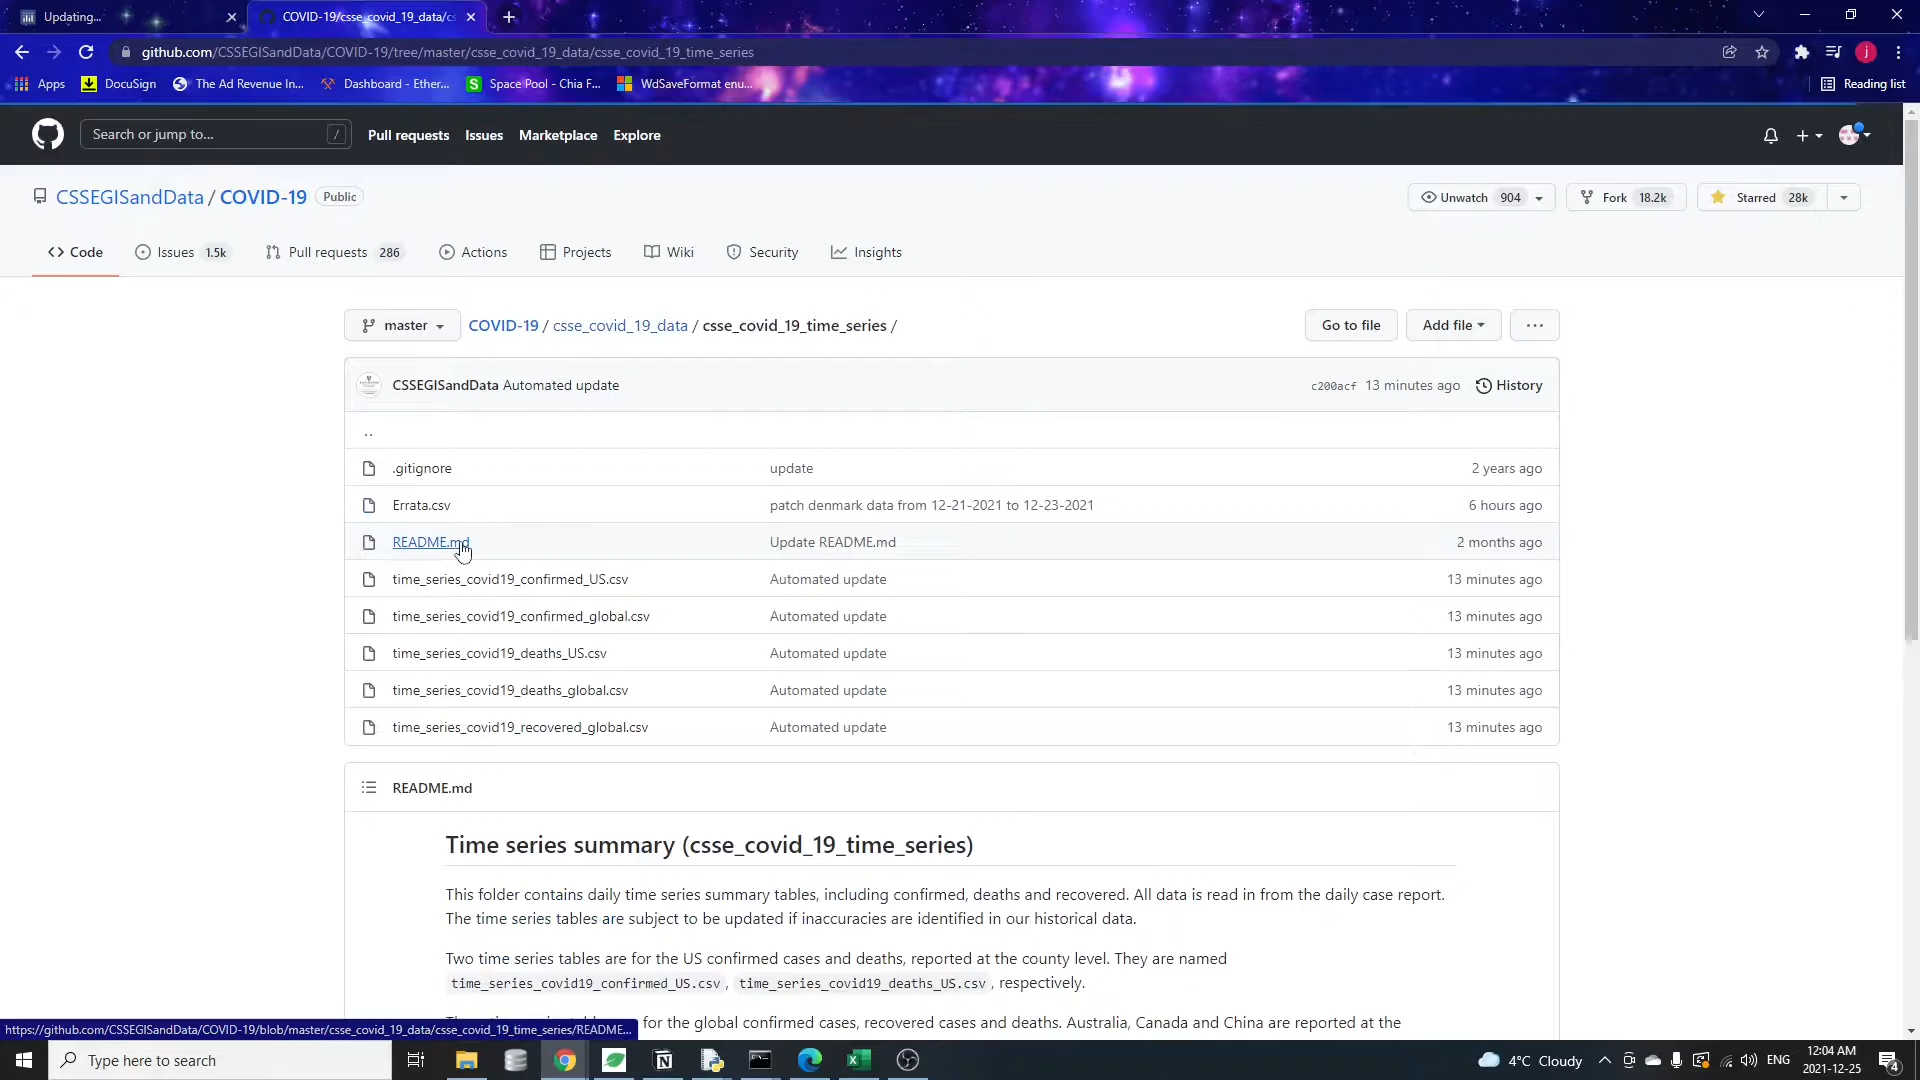 Updating...
COVID-19/csse_covid_19_data/cs
github.com/CSSEGISandData/COVID-19/tree/master/csse_covid_19_data/csse_covid_19_time_series
j
Apps DocuSign The Ad Revenue In... Dashboard - Ether... S Space Pool - Chia F... WdSaveFormat enu... Reading list
Search or jump to... / Pull requests Issues Marketplace Explore
CSSEGISandData / COVID-19 Public Unwatch 904 Fork 18.2k Starred 28k
Code Issues 1.5k Pull requests 286 Actions Projects Wiki Security Insights
master COVID-19 / csse_covid_19_data / csse_covid_19_time_series / Go to file Add file ...
CSSEGISandData Automated update c200acf 13 minutes ago History
..
.gitignore update 2 years ago
Errata.csv patch denmark data from 12-21-2021 to 12-23-2021 6 hours ago
README.md Update README.md 2 months ago
time_series_covid19_confirmed_US.csv Automated update 13 minutes ago
time_series_covid19_confirmed_global.csv Automated update 13 minutes ago
time_series_covid19_deaths_US.csv Automated update 13 minutes ago
time_series_covid19_deaths_global.csv Automated update 13 minutes ago
time_series_covid19_recovered_global.csv Automated update 13 minutes ago
README.md
Time series summary (csse_covid_19_time_series)
This folder contains daily time series summary tables, including confirmed, deaths and recovered. All data is read in from the daily case report.
The time series tables are subject to be updated if inaccuracies are identified in our historical data.
Two time series tables are for the US confirmed cases and deaths, reported at the county level. They are named
time_series_covid19_confirmed_US.csv , time_series_covid19_deaths_US.csv , respectively.
for the global confirmed cases, recovered cases and deaths. Australia, Canada and China are reported at the
https://github.com/CSSEGISandData/COVID-19/blob/master/csse_covid_19_data/csse_covid_19_time_series/README...
Type here to search 4°C Cloudy ENG 12:04 AM
2021-12-25
4